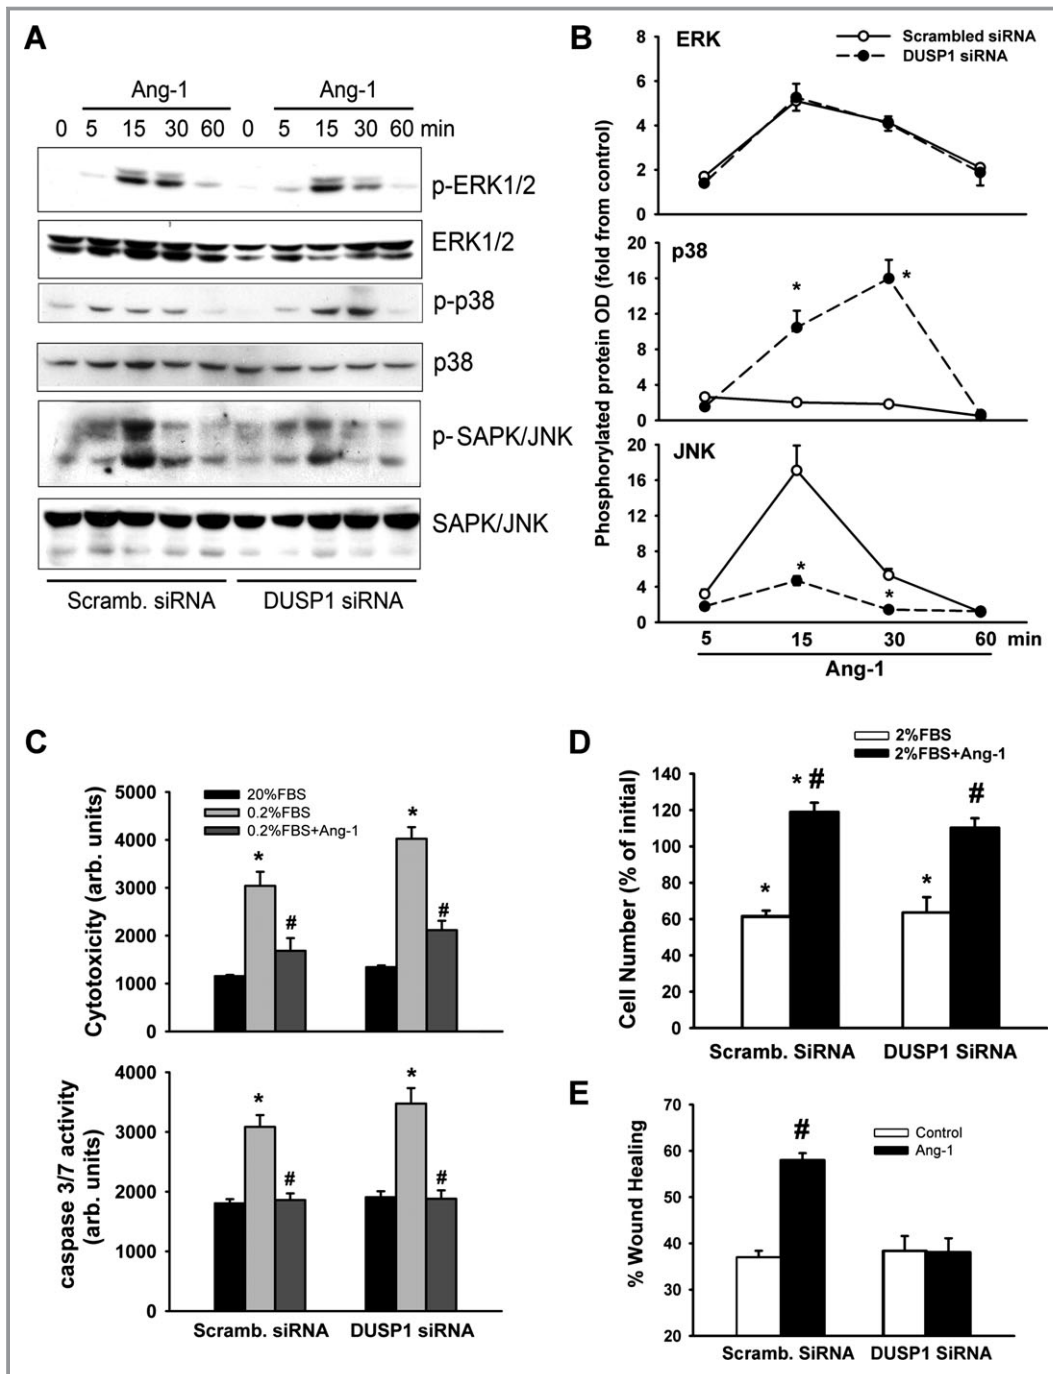 A
Ang-1 Ang-1
0 5 15 30 60 0 5 15 30 60 min
p-ERK1/2
ERK1/2
p-p38
p38
p-SAPK/JNK
SAPK/JNK
Scramb. siRNA DUSP1 siRNA
B
Phosphorylated protein OD (fold from control)
ERK
Scrambled siRNA
DUSP1 siRNA
8
6
4
2
0
p38
20
16
12
8
4
0
*
*
JNK
20
16
12
8
4
0
*
*
5 15 30 60 min
Ang-1
C
Cytotoxicity (arb. units)
20%FBS
0.2%FBS
0.2%FBS+Ang-1
5000
4000
3000
2000
1000
0
* # * #
caspase 3/7 activity
(arb. units)
4000
3000
2000
1000
0
* # * #
Scramb. siRNA DUSP1 siRNA
D
2%FBS
2%FBS+Ang-1
Cell Number (% of initial)
140
120
100
80
60
40
20
0
* * # * #
Scramb. SiRNA DUSP1 SiRNA
E
% Wound Healing
Control
Ang-1
70
60
50
40
30
20
#
Scramb. SiRNA DUSP1 SiRNA